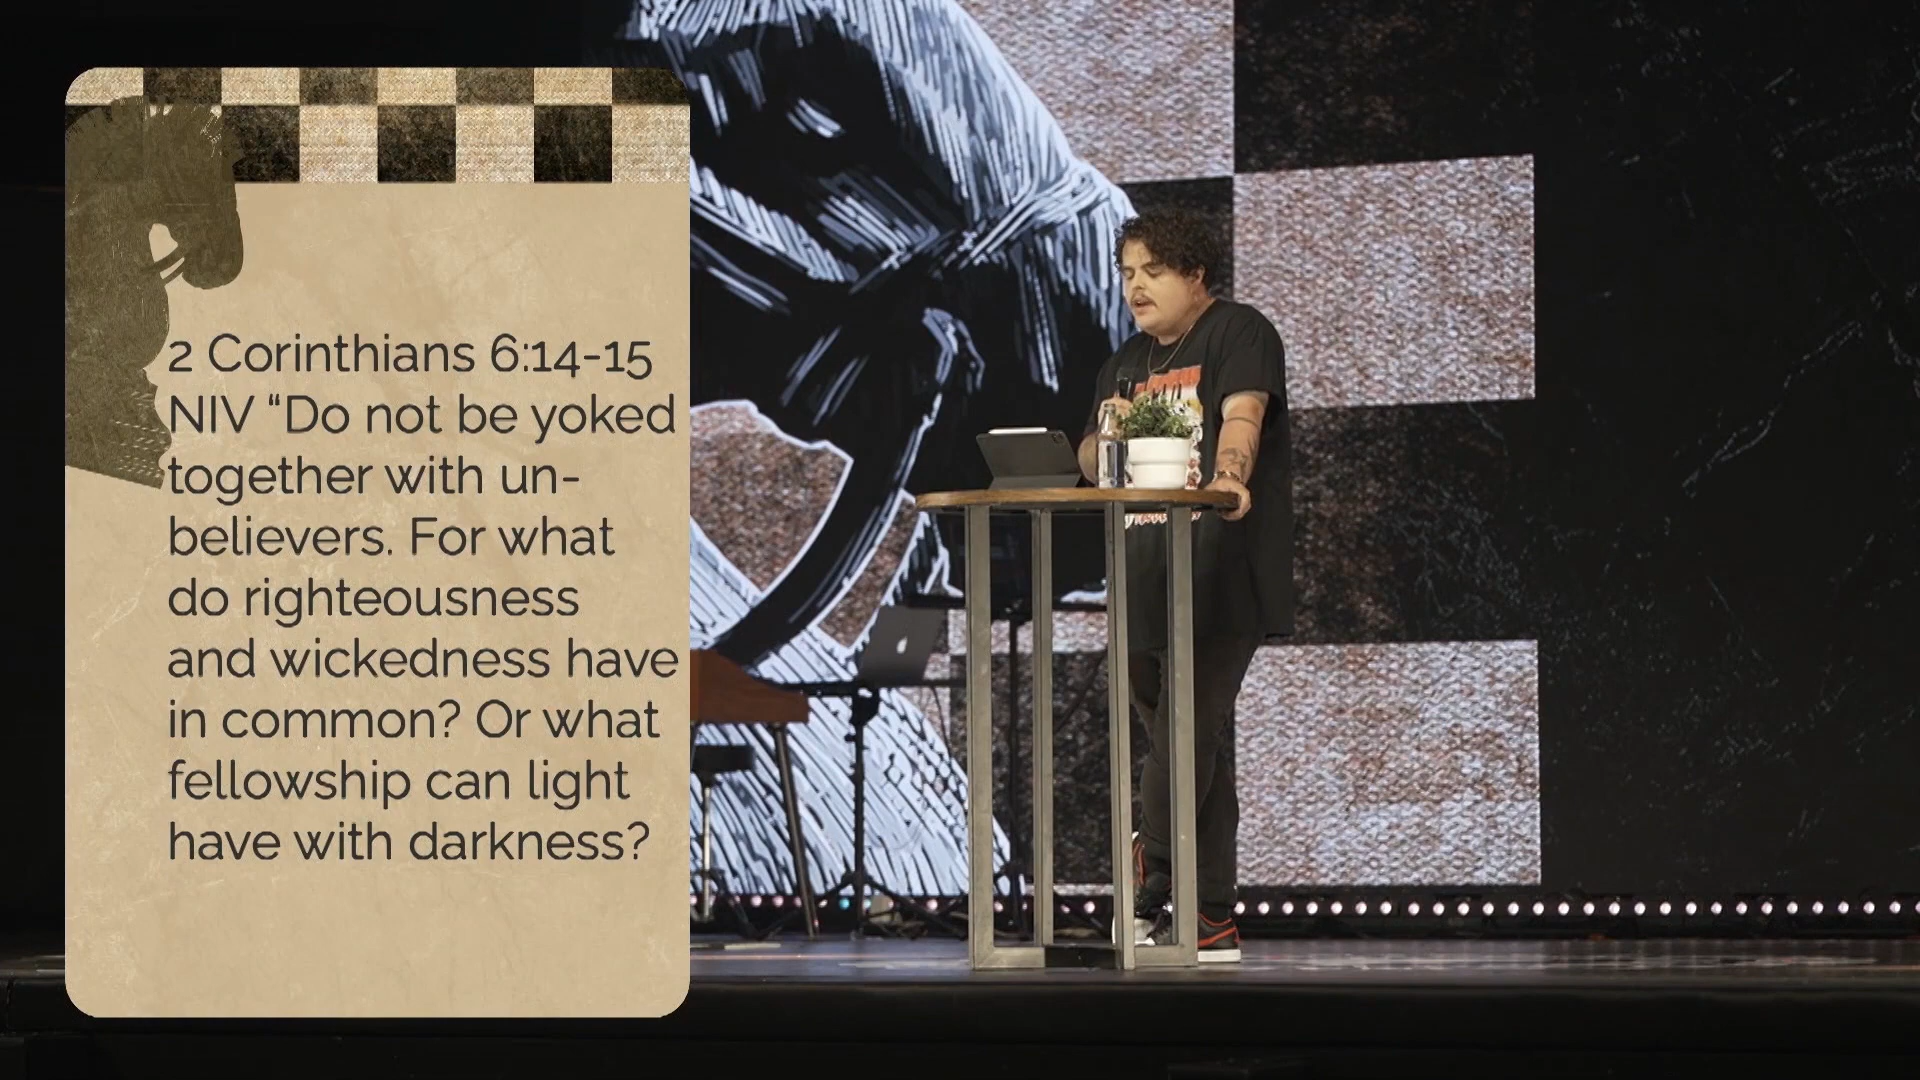 2 Corinthians 6:14-15
NIV “Do not be yoked
together with un-
believers. For what
do righteousness
and wickedness have
in common? Or what
fellowship can light
have with darkness?